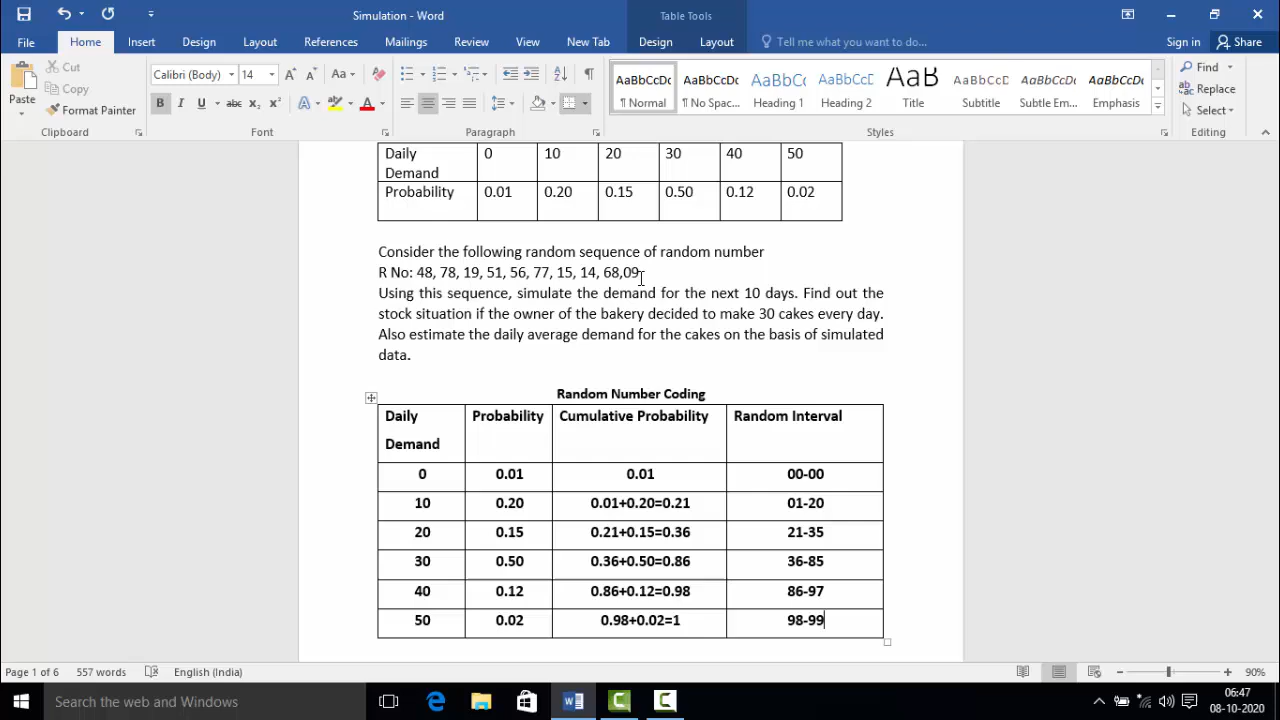 Simulation - Word
Table Tools
File Home Insert Design Layout References Mailings Review View New Tab Design Layout Tell me what you want to do... Sign in Share
Paste
Cut
Copy
Format Painter
Clipboard
Calibri (Body) 14
Font
Paragraph
AaBbCcDc AaBbCcDc AaBbCc AaBbCcD AaB AaBbCcD AaBbCcDc AaBbCcDc
¶ Normal ¶ No Spac... Heading 1 Heading 2 Title Subtitle Subtle Em... Emphasis
Styles
Find
Replace
Select
Editing
Daily Demand 0 10 20 30 40 50
Probability 0.01 0.20 0.15 0.50 0.12 0.02
Consider the following random sequence of random number
R No: 48, 78, 19, 51, 56, 77, 15, 14, 68,09
Using this sequence, simulate the demand for the next 10 days. Find out the
stock situation if the owner of the bakery decided to make 30 cakes every day.
Also estimate the daily average demand for the cakes on the basis of simulated
data.
Random Number Coding
Daily Demand Probability Cumulative Probability Random Interval
0 0.01 0.01 00-00
10 0.20 0.01+0.20=0.21 01-20
20 0.15 0.21+0.15=0.36 21-35
30 0.50 0.36+0.50=0.86 36-85
40 0.12 0.86+0.12=0.98 86-97
50 0.02 0.98+0.02=1 98-99
Page 1 of 6 557 words English (India) 90%
Search the web and Windows
06:47
08-10-2020